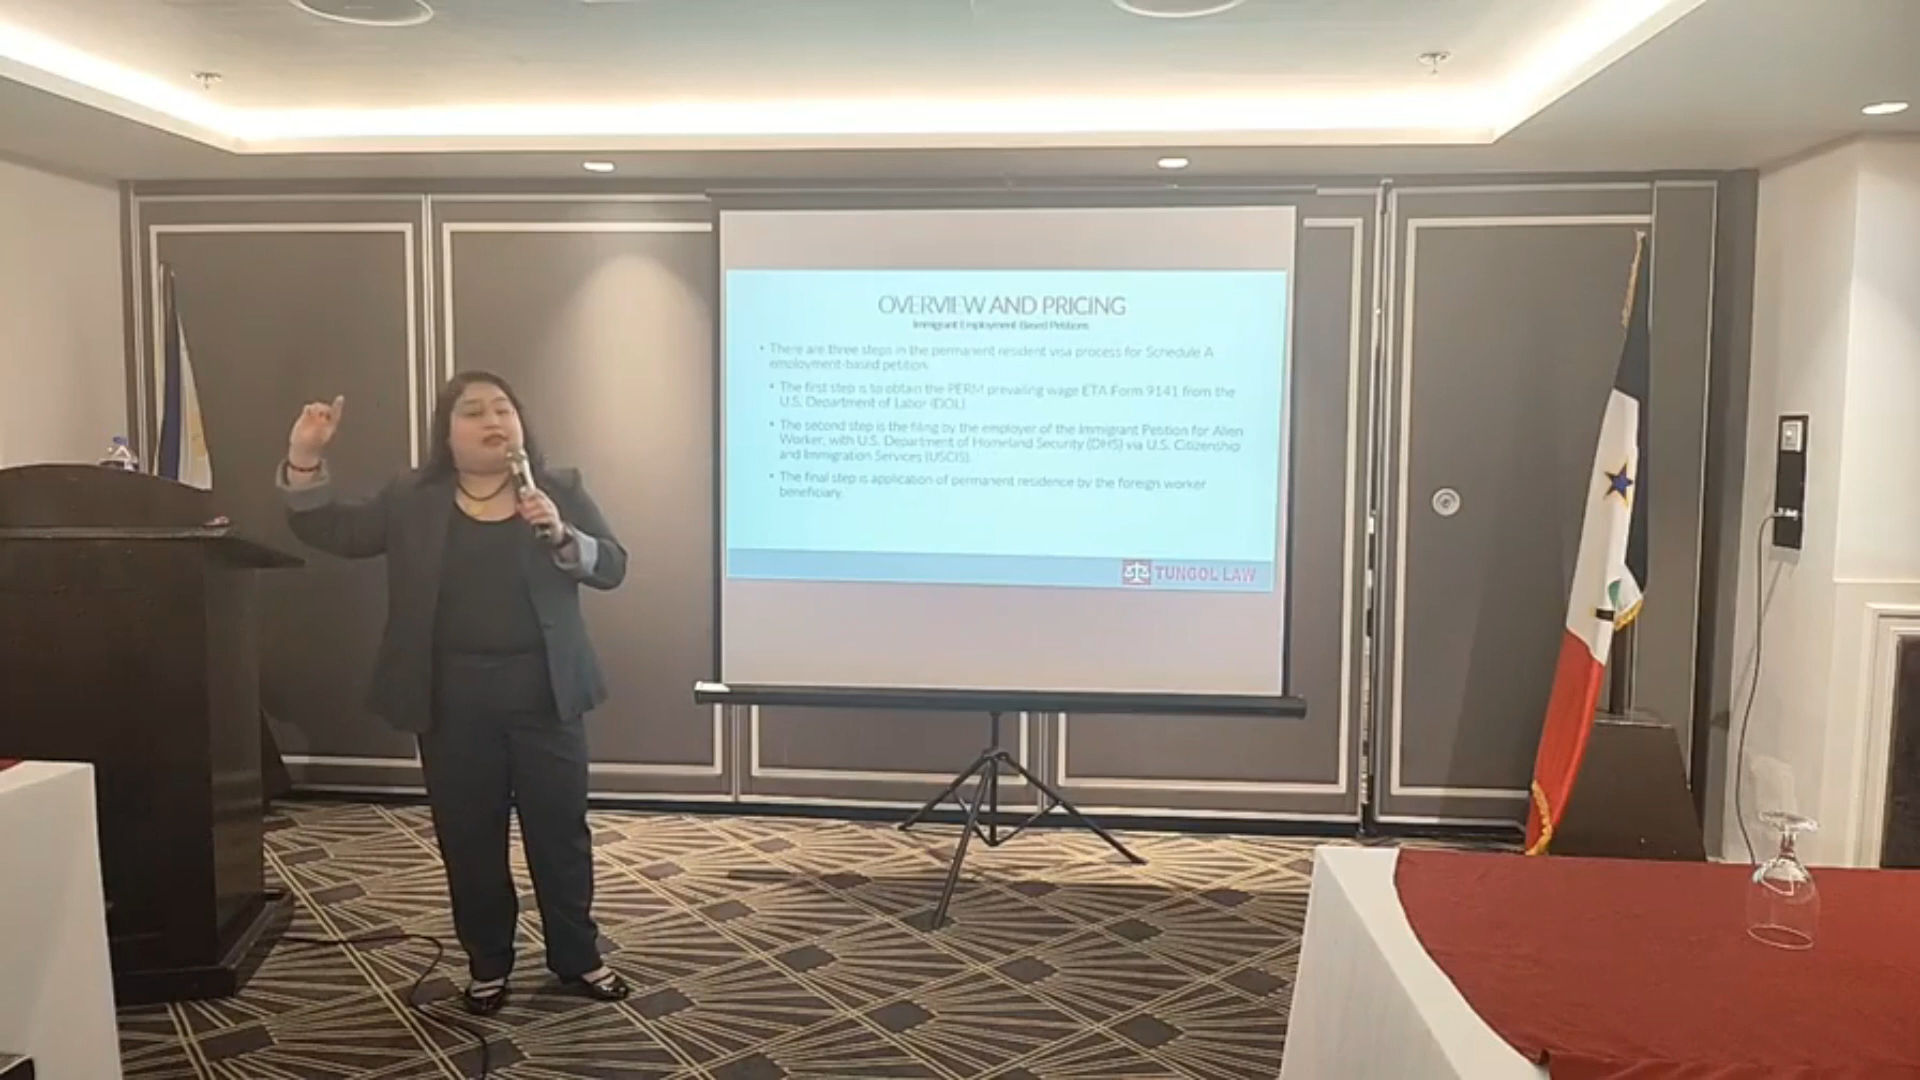 OVERVIEW AND PRICING
Immigrant Employment-Based Petitions
• There are three steps in the permanent resident visa process for Schedule A
employment-based petition.
• The first step is to obtain the PERM prevailing wage ETA Form 9141 from the
U.S. Department of Labor (DOL)
• The second step is the filing by the employer of the Immigrant Petition for Alien
Worker, with U.S. Department of Homeland Security (DHS) via U.S. Citizenship
and Immigration Services (USCIS).
• The final step is application of permanent residence by the foreign worker
beneficiary.
TUNGOL LAW